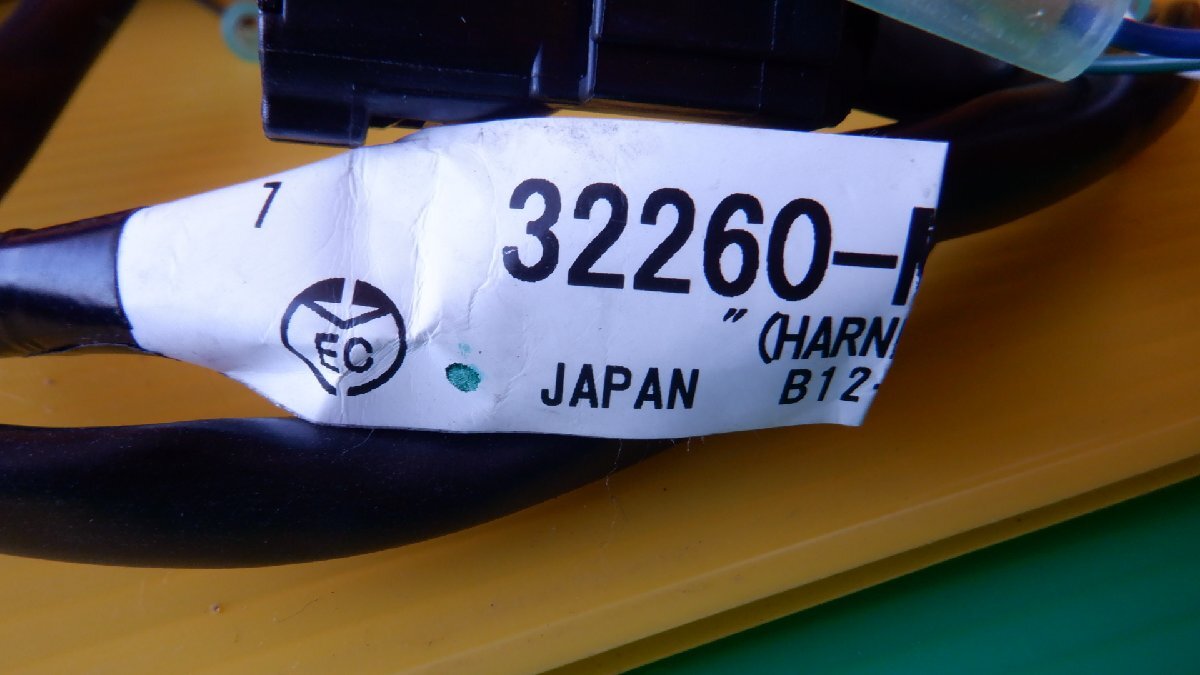 7
32260-
EC
" (HARN
JAPAN B12-